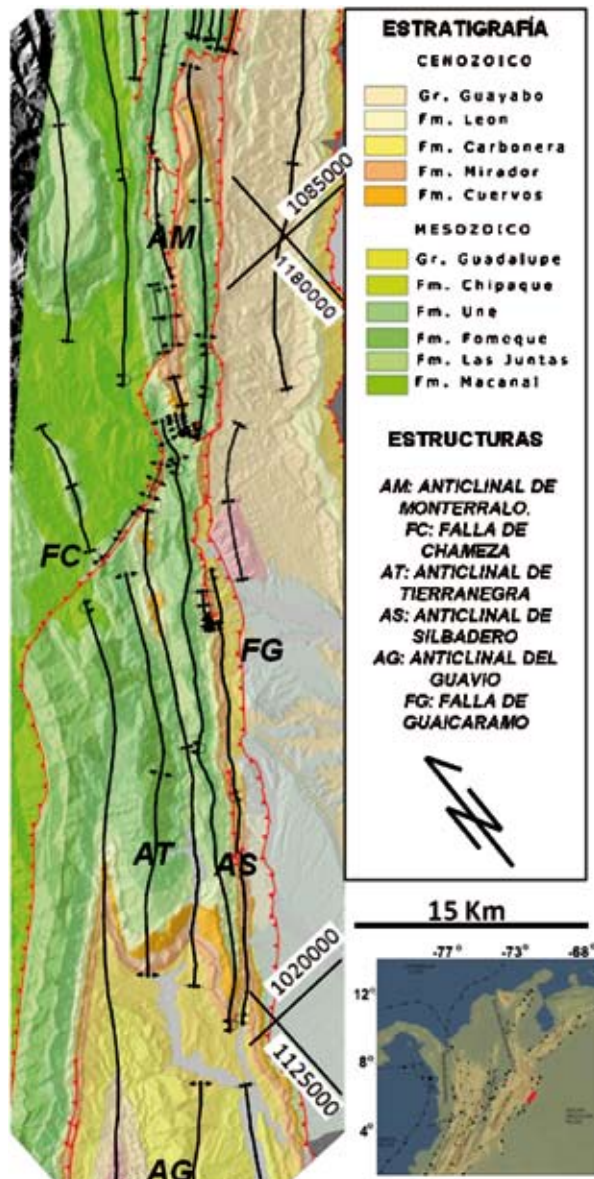 ESTRATIGRAFÍA
CENOZOICO
Gr. Guayabo
Fm. Leon
Fm. Carbonera
Fm. Mirador
Fm. Cuervos
MESOZOICO
Gr. Guadalupe
Fm. Chipaque
Fm. Une
Fm. Fomeque
Fm. Las Juntas
Fm. Macanal
ESTRUCTURAS
AM: ANTICLINAL DE
MONTERRALO.
FC: FALLA DE
CHAMEZA
AT: ANTICLINAL DE
TIERRANEGRA
AS: ANTICLINAL DE
SILBADERO
AG: ANTICLINAL DEL
GUAVIO
FG: FALLA DE
GUAICARAMO
N
15 Km
-77° -73° -68°
12°
8°
4°
1085000
1180000
AM
FC
FG
AT
AS
1020000
1125000
AG